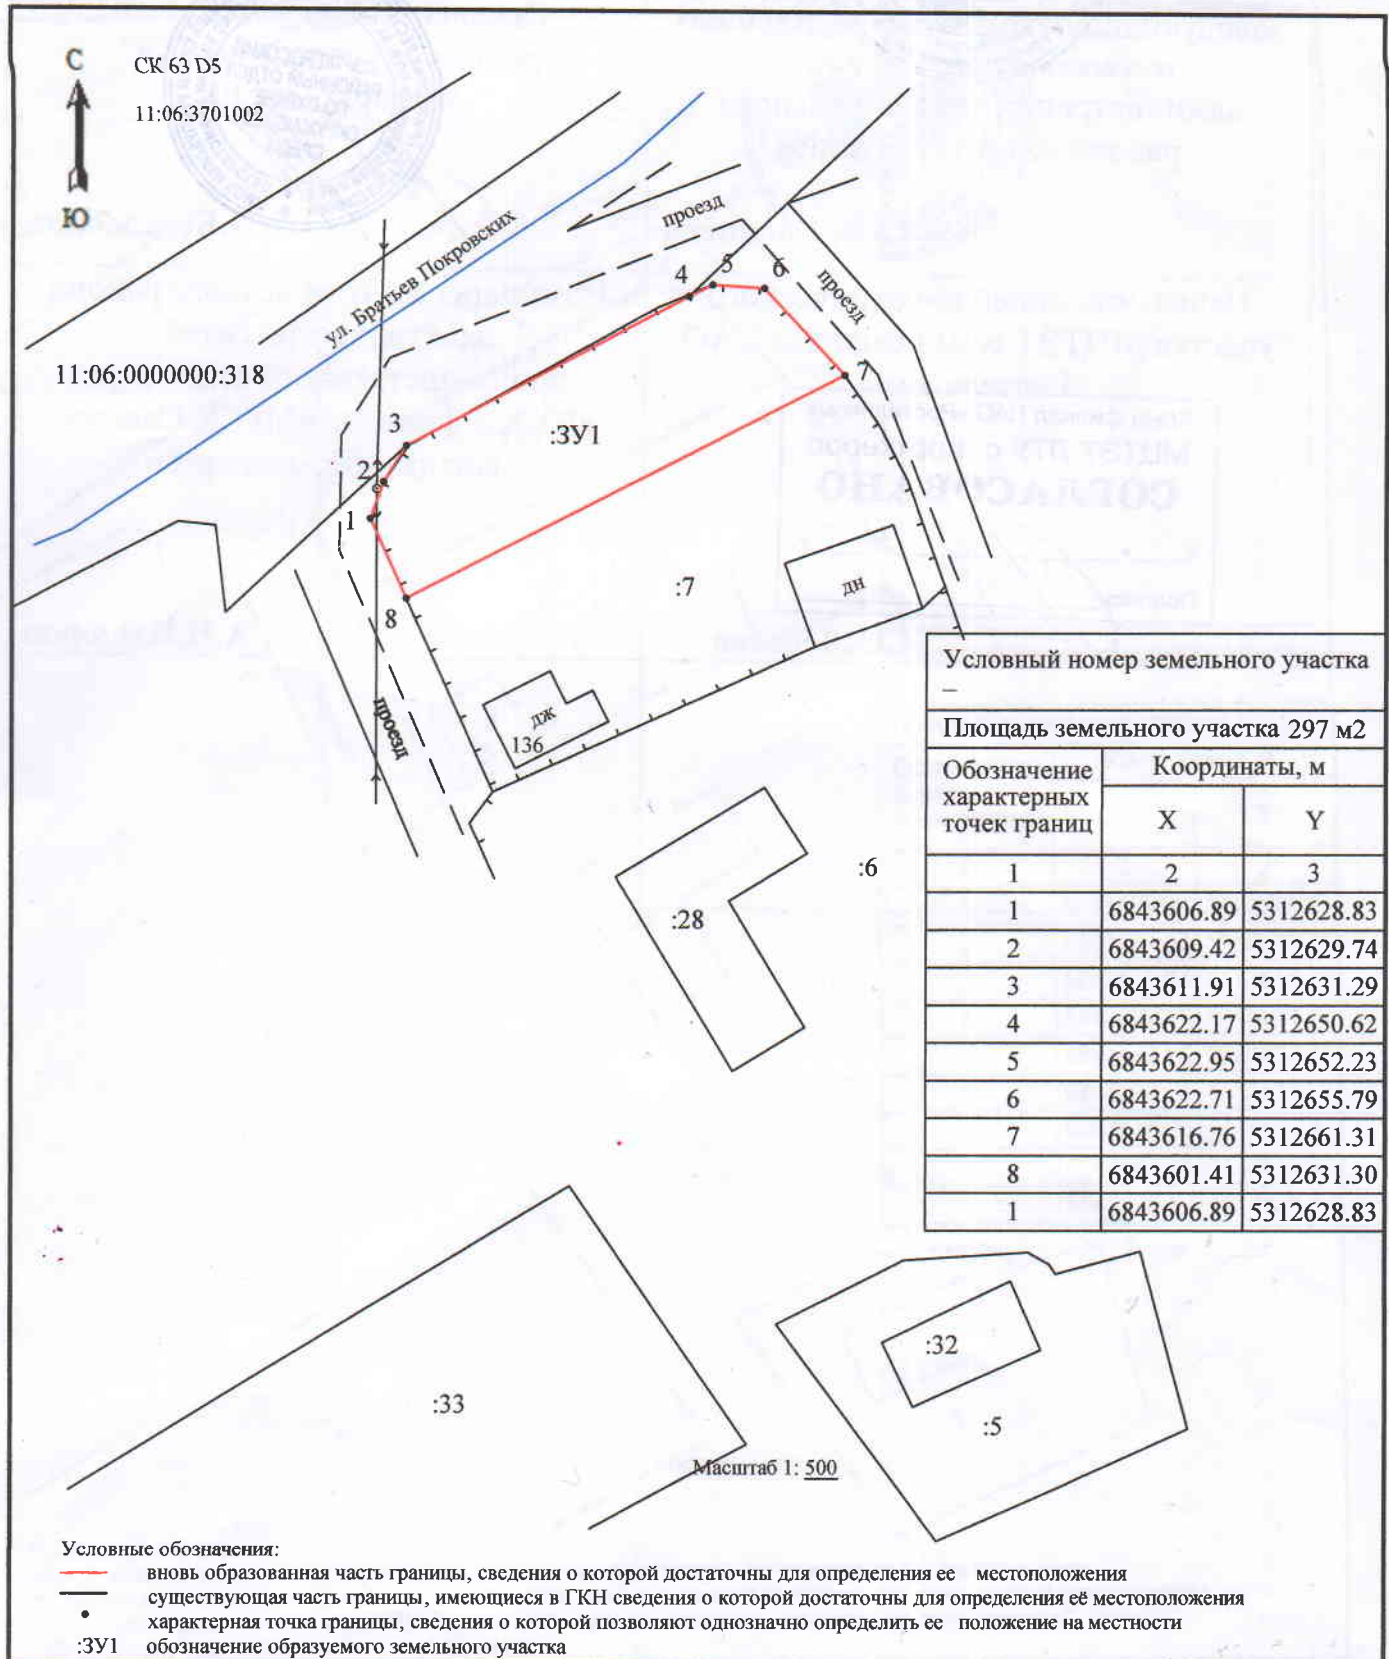 С
СК 63 D5
11:06:3701002
Ю
ул. Братьев Покровских
проезд
проезд
4
5
6
7
11:06:0000000:318
3
:ЗУ1
2
1
8
:7
дн
проезд
дж
136
:6
:28
Условный номер земельного участка
–
Площадь земельного участка 297 м2
Обозначение характерных точек границ Координаты, м
X Y
1 2 3
1 6843606.89 5312628.83
2 6843609.42 5312629.74
3 6843611.91 5312631.29
4 6843622.17 5312650.62
5 6843622.95 5312652.23
6 6843622.71 5312655.79
7 6843616.76 5312661.31
8 6843601.41 5312631.30
1 6843606.89 5312628.83
:33
:32
:5
Масштаб 1: 500
Условные обозначения:
вновь образованная часть границы, сведения о которой достаточны для определения ее местоположения
существующая часть границы, имеющиеся в ГКН сведения о которой достаточны для определения её местоположения
характерная точка границы, сведения о которой позволяют однозначно определить ее положение на местности
:ЗУ1 обозначение образуемого земельного участка